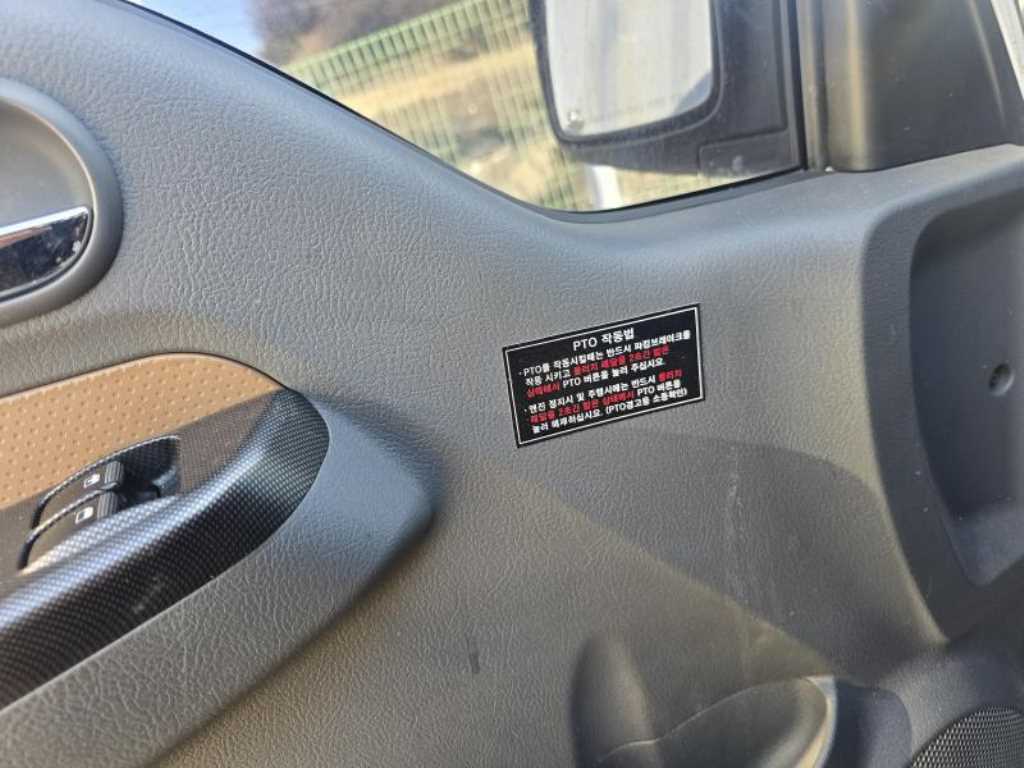 PTO 작동법
· PTO를 작동시킬때는 반드시 파킹브레이크를
작동 시키고 클러치 페달을 2초간 밟은
상태에서 PTO 버튼을 눌러 주십시요.
· 엔진 정지시 및 주행시에는 반드시 클러치
페달을 2초간 밟은 상태에서 PTO 버튼을
눌러 해제하십시요. (PTO경고등 소등확인)